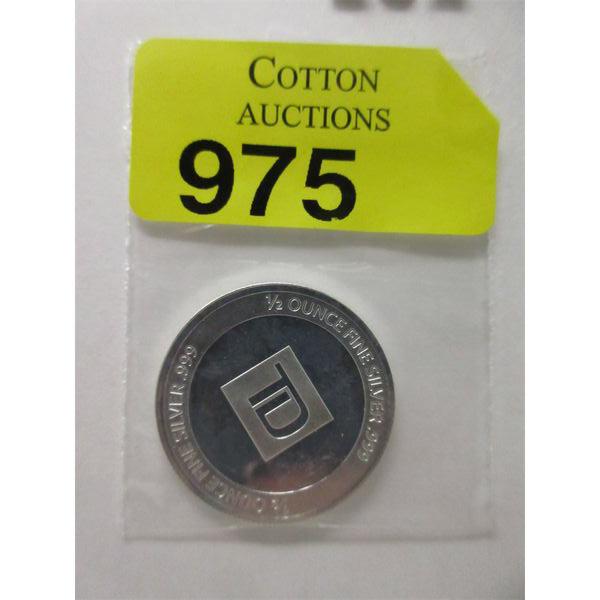 COTTON
AUCTIONS
975
½ OUNCE FINE SILVER .999
TD
½ OUNCE FINE SILVER .999